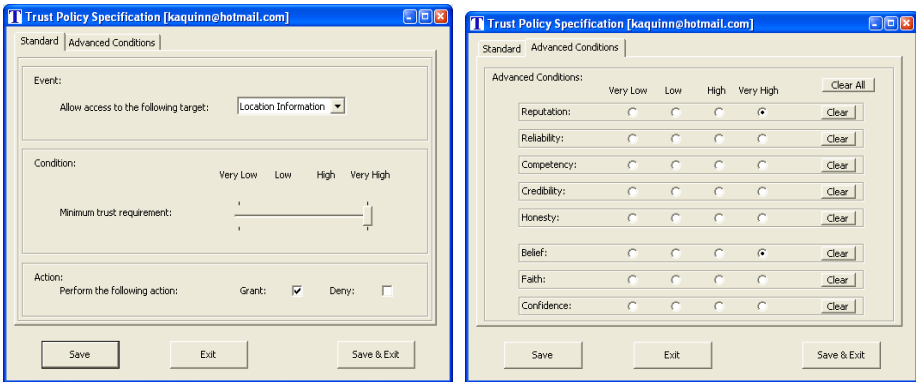 Trust Policy Specification [kaquinn@hotmail.com]
Standard Advanced Conditions
Event:
Allow access to the following target: Location Information
Condition:
Very Low Low High Very High
Minimum trust requirement:
Action:
Perform the following action: Grant: Deny:
Save Exit Save & Exit
Trust Policy Specification [kaquinn@hotmail.com]
Standard Advanced Conditions
Advanced Conditions:
Clear All
Very Low Low High Very High
Reputation: Clear
Reliability: Clear
Competency: Clear
Credibility: Clear
Honesty: Clear
Belief: Clear
Faith: Clear
Confidence: Clear
Save Exit Save & Exit